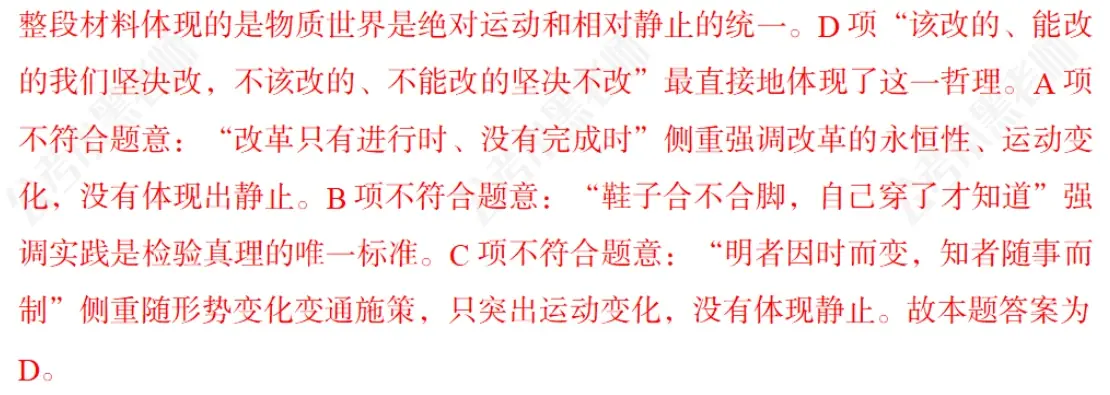 整段材料体现的是物质世界是绝对运动和相对静止的统一。D 项“该改的、能改
的我们坚决改，不该改的、不能改的坚决不改”最直接地体现了这一哲理。A 项
不符合题意：“改革只有进行时、没有完成时”侧重强调改革的永恒性、运动变
化，没有体现出静止。B 项不符合题意：“鞋子合不合脚，自己穿了才知道”强
调实践是检验真理的唯一标准。C 项不符合题意：“明者因时而变，知者随事而
制”侧重随形势变化变通施策，只突出运动变化，没有体现静止。故本题答案为
D。